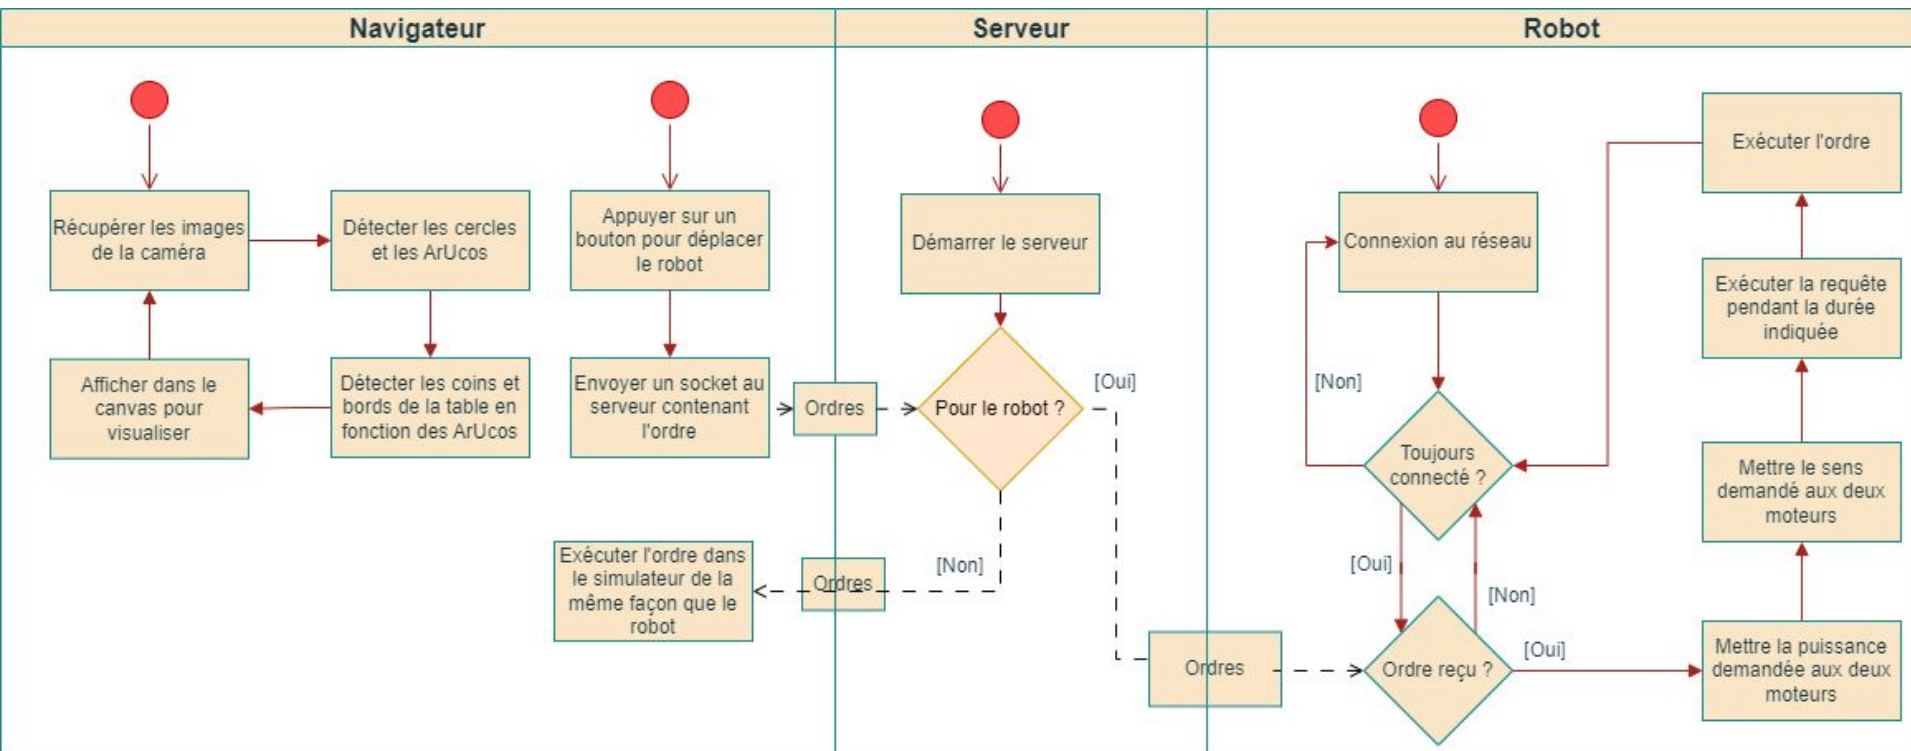 Navigateur
Serveur
Robot
Récupérer les images
de la caméra
Détecter les cercles
et les ArUcos
Afficher dans le
canvas pour
visualiser
Détecter les coins et
bords de la table en
fonction des ArUcos
Appuyer sur un
bouton pour déplacer
le robot
Envoyer un socket au
serveur contenant
l'ordre
Ordres
Exécuter l'ordre dans
le simulateur de la
même façon que le
robot
Ordres
Démarrer le serveur
Pour le robot ?
[Oui]
[Non]
Ordres
Connexion au réseau
[Non]
Toujours
connecté ?
[Oui]
[Non]
Ordre reçu ?
[Oui]
Exécuter l'ordre
Exécuter la requête
pendant la durée
indiquée
Mettre le sens
demandé aux deux
moteurs
Mettre la puissance
demandée aux deux
moteurs